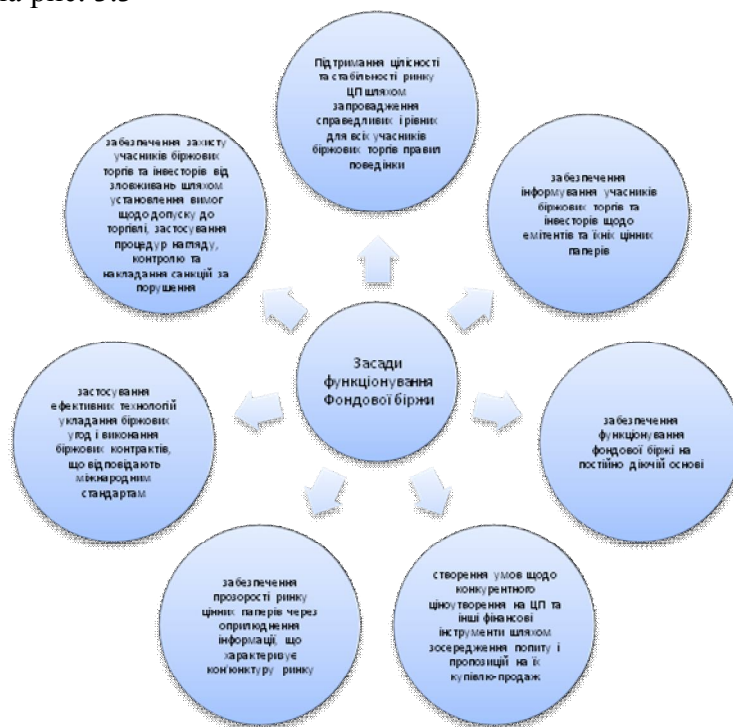 на рис. 3.3
Підтримання цілісності
та стабільності ринку
ЦП шляхом
запровадження
справедливих і рівних
для всіх учасників
біржових торгів правил
поведінки
забезпечення
інформування учасників
біржових торгів та
інвесторів щодо
емітентів та їхніх цінних
паперів
забезпечення
функціонування
фондової біржі на
постійно діючій основі
створення умов щодо
конкурентного
ціноутворення на ЦП та
інші фінансові
інструменти шляхом
зосередження попиту і
пропозицій на їх
купівлю-продаж
забезпечення
прозорості ринку
цінних паперів через
оприлюднення
інформації, що
характеризує
кон'юнктуру ринку
застосування
ефективних технологій
укладання біржових
угод і виконання
біржових контрактів,
що відповідають
міжнародним
стандартам
забезпечення захисту
учасників біржових
торгів та інвесторів від
зловживань шляхом
установлення вимог
щодо допуску до
торгівлі, застосування
процедур нагляду,
контролю та
накладання санкцій за
порушення
Засади
функціонування
Фондової біржи